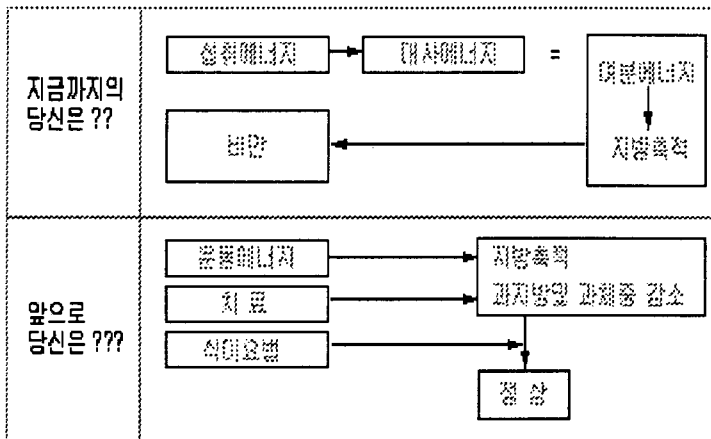 지금까지의
당신은 ??
섭취에너지
대사에너지
=
여분에너지
지방축적
비만
앞으로
당신은 ???
운동에너지
치 료
식이요법
지방축적
과지방및 과체중 감소
정 상